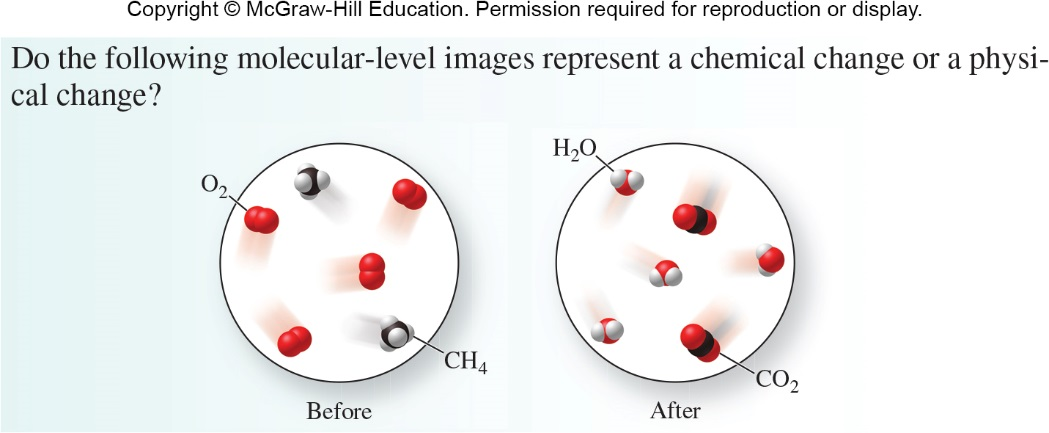 Copyright © McGraw-Hill Education. Permission required for reproduction or display.
Do the following molecular-level images represent a chemical change or a physi-
cal change?
H₂O
O₂
CH₄
CO₂
Before
After